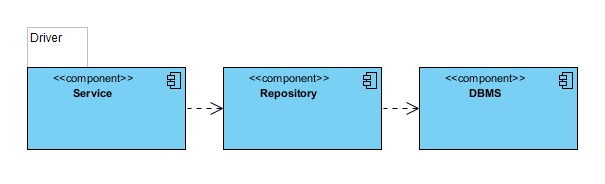 Driver
<<component>>
Service
<<component>>
Repository
<<component>>
DBMS